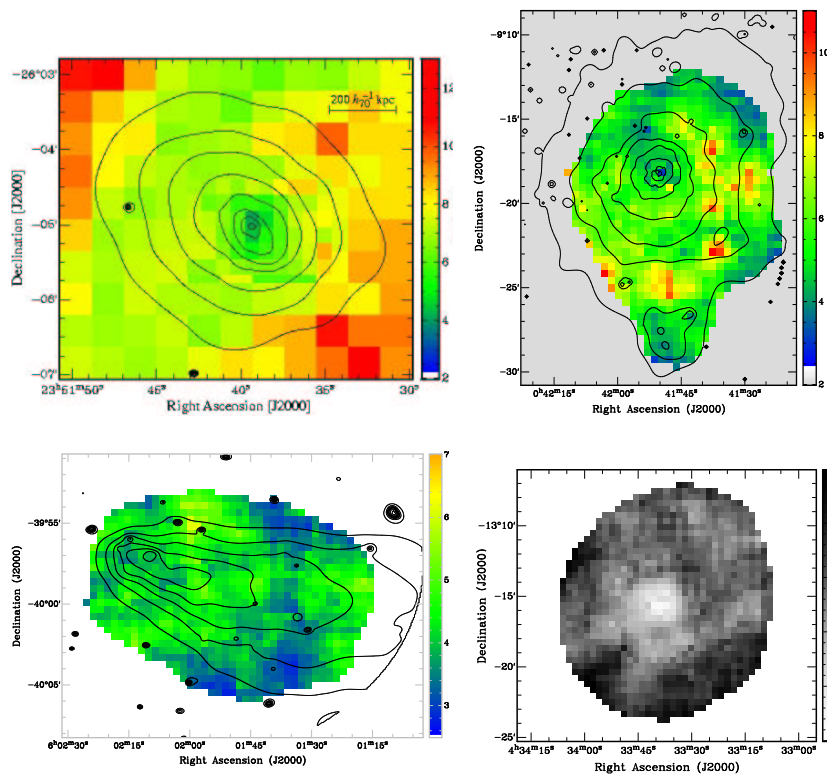 -26°03'
-04'
-05'
-06'
-07'
Declination [J2000]
200 h₇₀⁻¹ kpc
12
10
8
6
4
2
23ʰ51ᵐ50ˢ 45ˢ 40ˢ 35ˢ 30ˢ
Right Ascension [J2000]
-9°10'
-15'
-20'
-25'
-30'
Declination (J2000)
10
8
6
4
2
0ʰ42ᵐ15ˢ 42ᵐ00ˢ 41ᵐ45ˢ 41ᵐ30ˢ
Right Ascension (J2000)
-39°55'
-40°00'
-40°05'
Declination (J2000)
7
6
5
4
3
6ʰ02ᵐ30ˢ 02ᵐ15ˢ 02ᵐ00ˢ 01ᵐ45ˢ 01ᵐ30ˢ 01ᵐ15ˢ
Right Ascension (J2000)
-13°10'
-15'
-20'
-25'
Declination (J2000)
4ʰ34ᵐ15ˢ 34ᵐ00ˢ 33ᵐ45ˢ 33ᵐ30ˢ 33ᵐ00ˢ
Right Ascension (J2000)